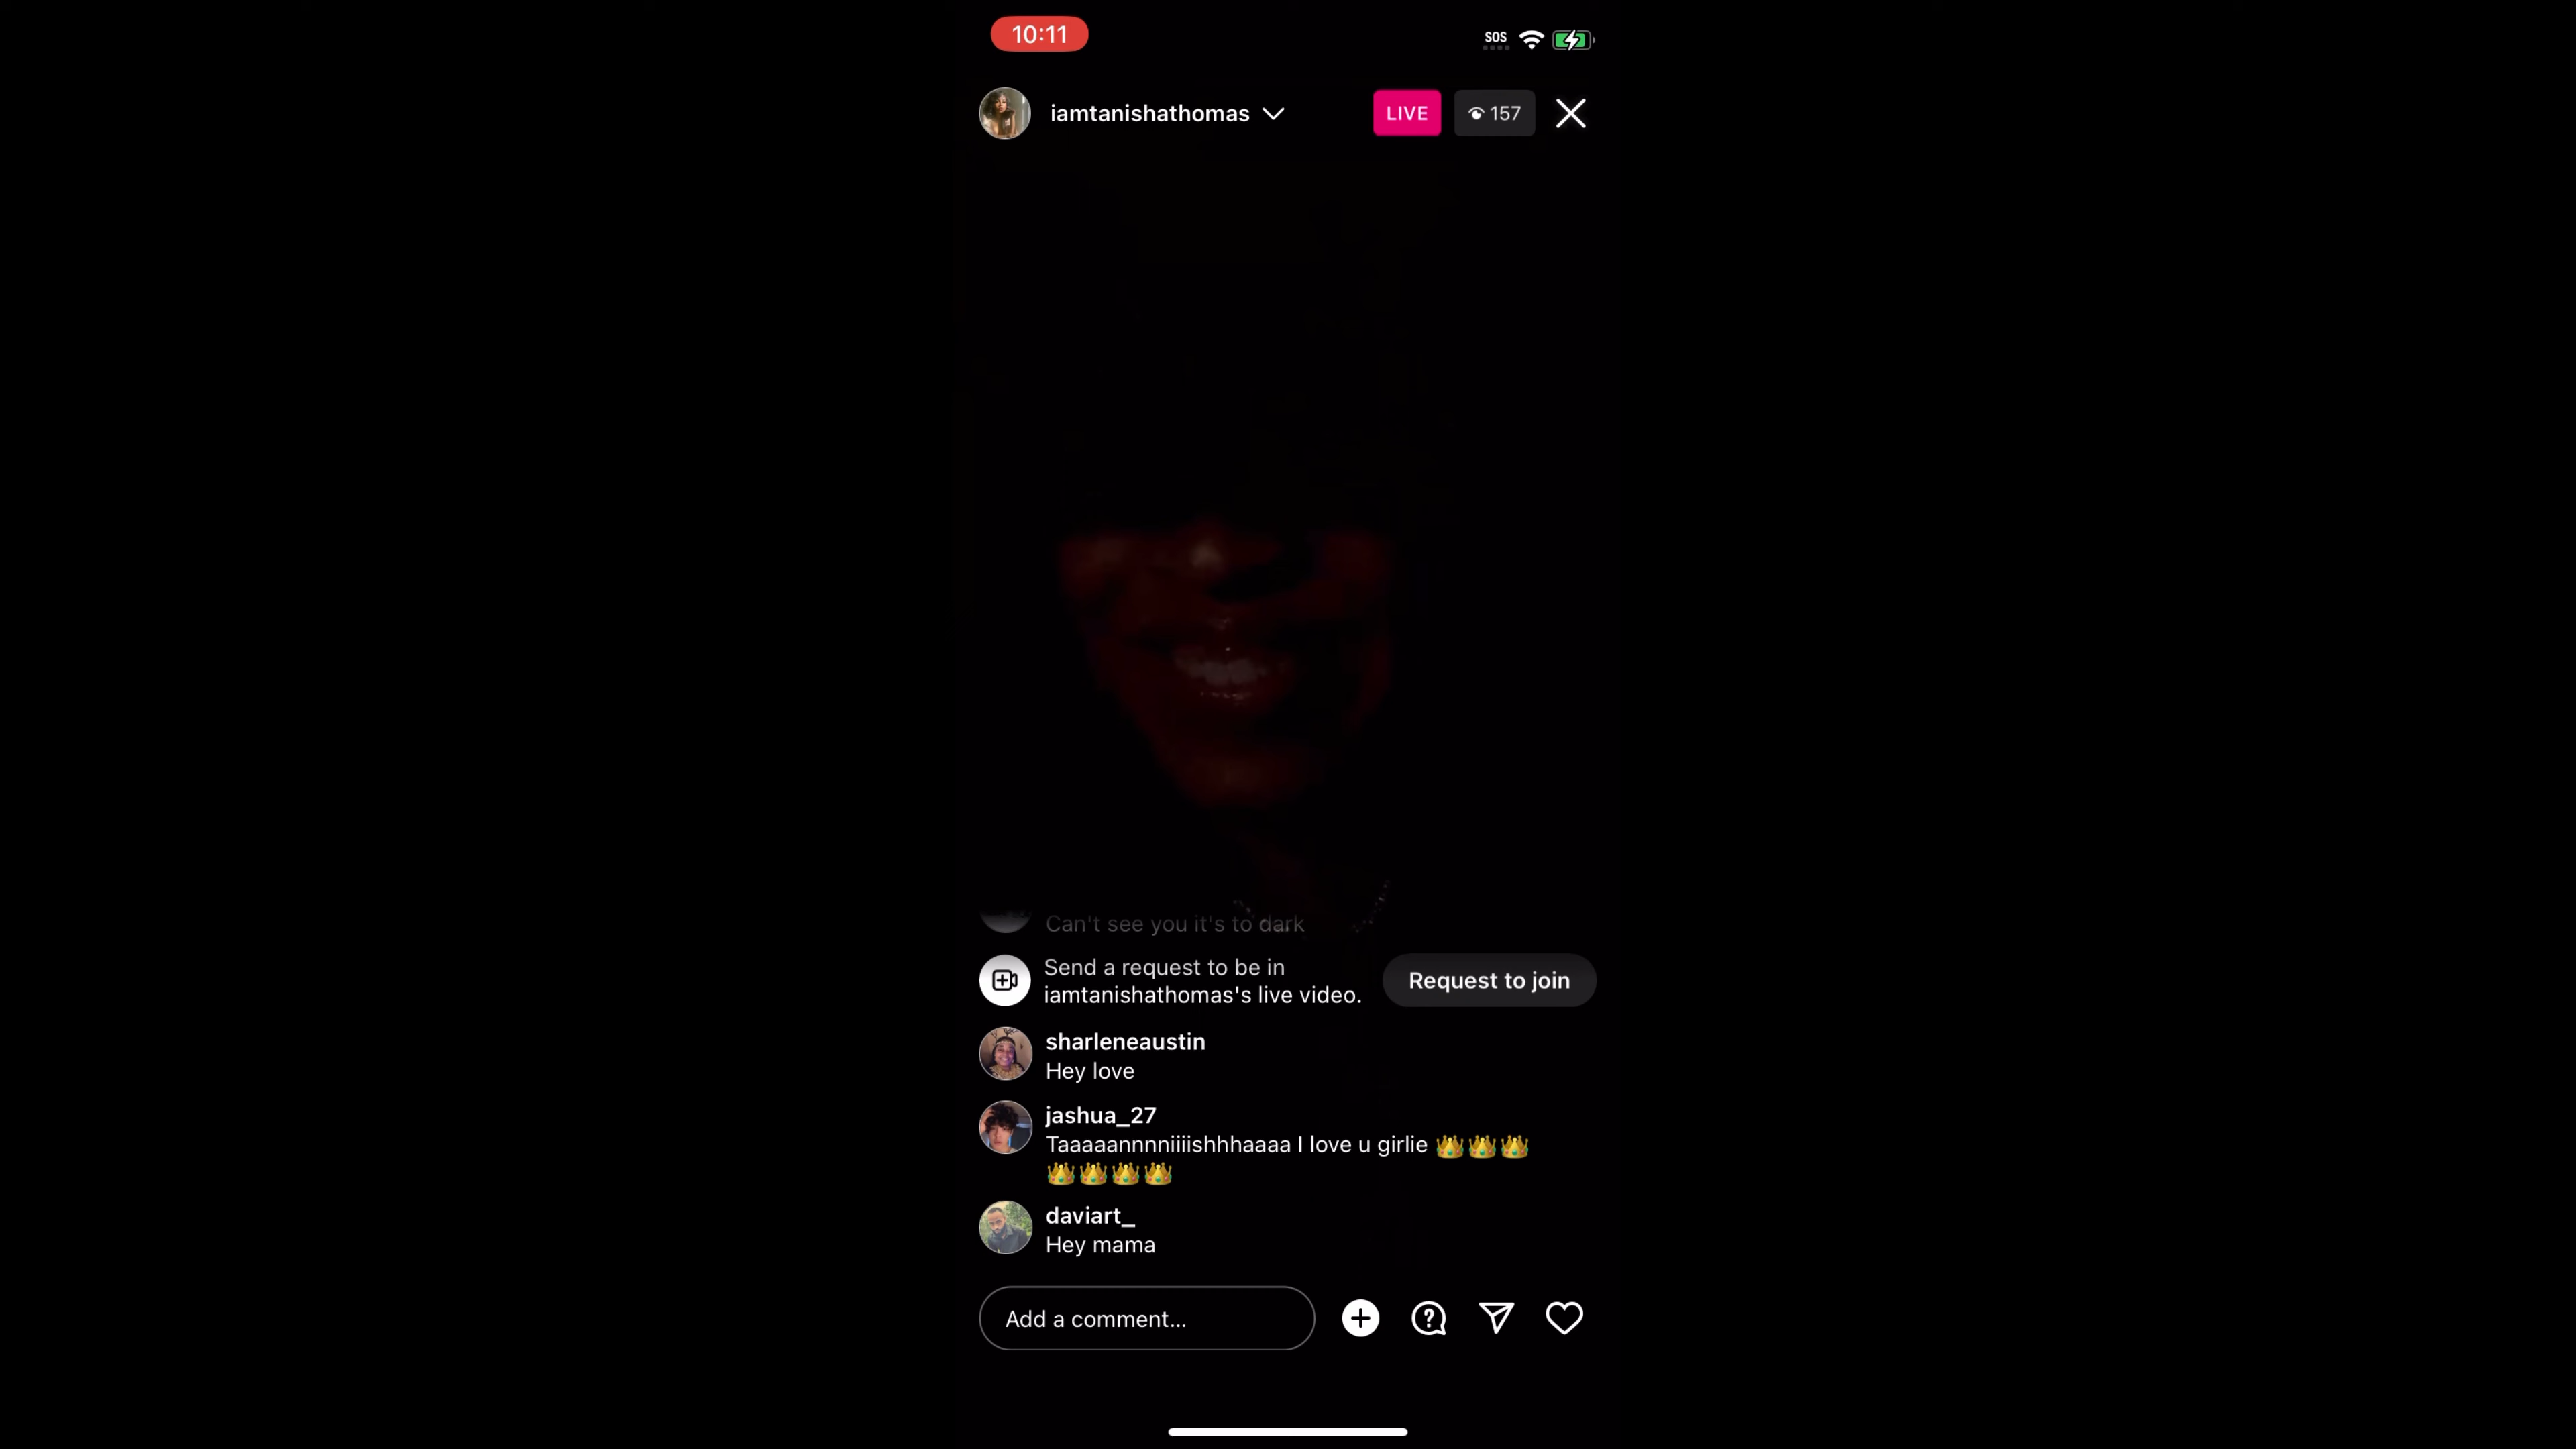 10:11
SOS
iamtanishathomas
LIVE
157
Can't see you it's to dark
Send a request to be in
iamtanishathomas's live video.
Request to join
sharleneaustin
Hey love
jashua_27
Taaaaannnniiiishhhaaaa I love u girlie 👑👑👑
👑👑👑👑
daviart_
Hey mama
Add a comment...